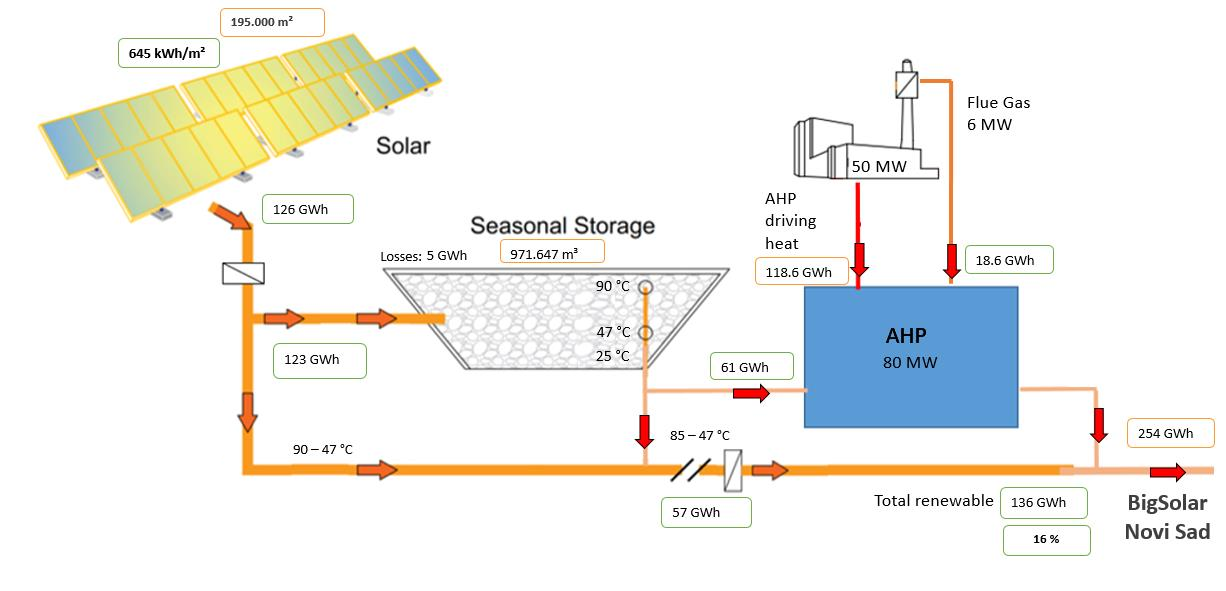 195.000 m²
645 kWh/m²
Solar
126 GWh
Seasonal Storage
Losses: 5 GWh
971.647 m³
90 °C
47 °C
25 °C
123 GWh
90 – 47 °C
61 GWh
85 – 47 °C
57 GWh
Flue Gas
6 MW
50 MW
AHP
driving
heat
118.6 GWh
18.6 GWh
AHP
80 MW
254 GWh
Total renewable
136 GWh
16 %
BigSolar
Novi Sad